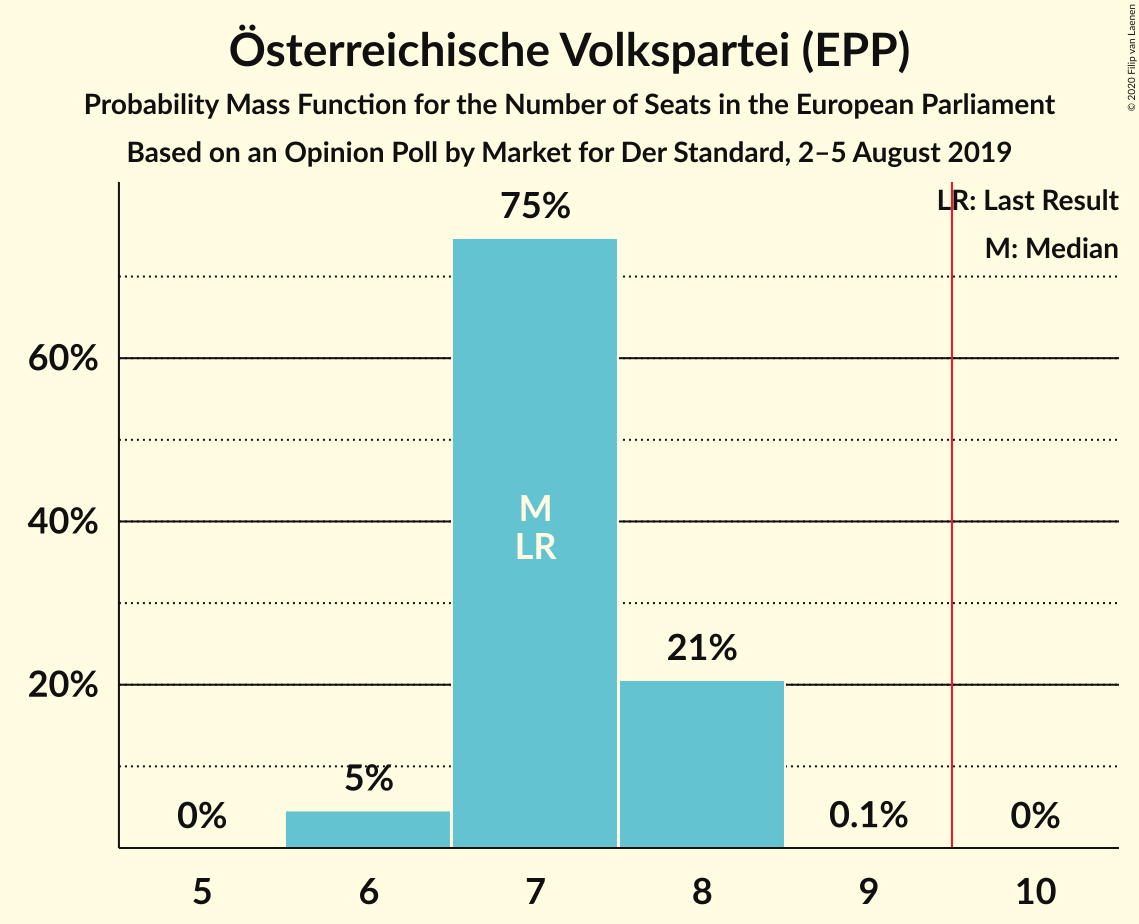 Österreichische Volkspartei (EPP)
Probability Mass Function for the Number of Seats in the European Parliament
Based on an Opinion Poll by Market for Der Standard, 2–5 August 2019
© 2020 Filip van Laenen
LR: Last Result
M: Median
75%
60%
M
40%
LR
21%
20%
5%
0%
0.1%
0%
5 6 7 8 9 10